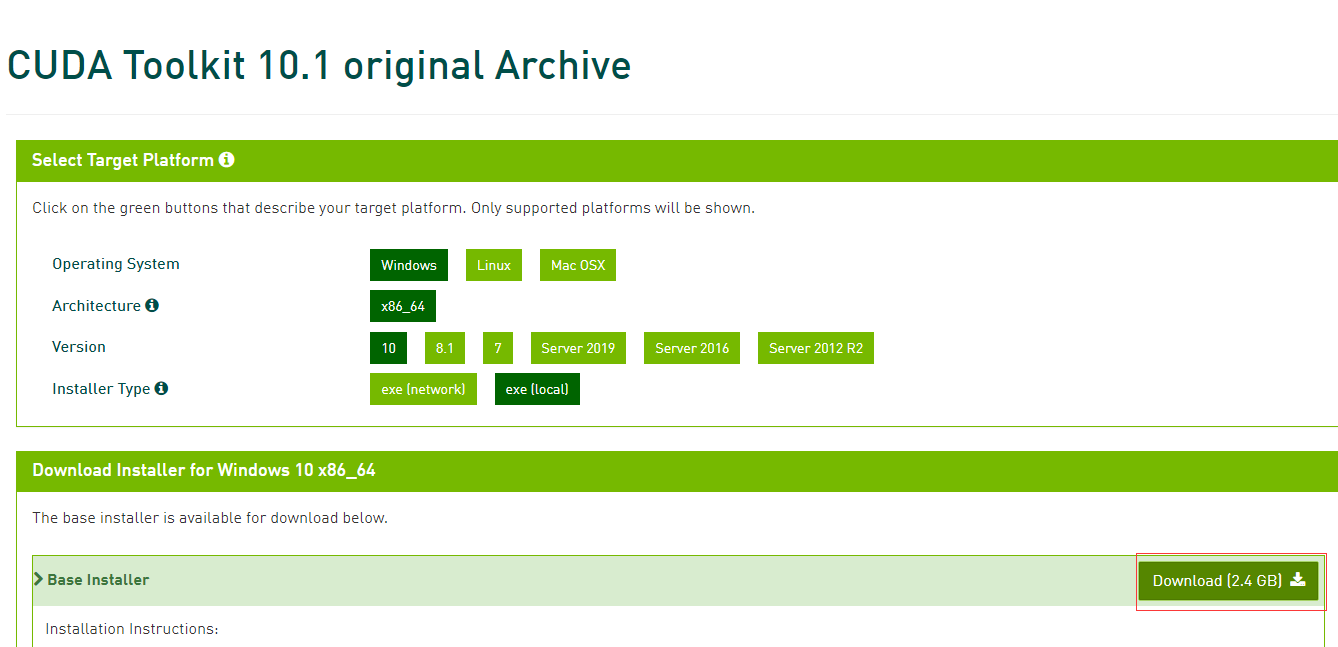 CUDA Toolkit 10.1 original Archive
Select Target Platform
Click on the green buttons that describe your target platform. Only supported platforms will be shown.
Operating System Windows Linux Mac OSX
Architecture x86_64
Version 10 8.1 7 Server 2019 Server 2016 Server 2012 R2
Installer Type exe (network) exe (local)
Download Installer for Windows 10 x86_64
The base installer is available for download below.
Base Installer Download (2.4 GB)
Installation Instructions: